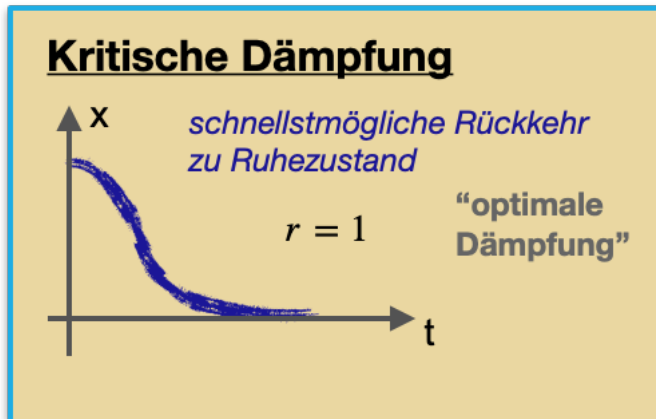 Kritische Dämpfung
x
schnellstmögliche Rückkehr
zu Ruhezustand
r = 1
“optimale
Dämpfung”
t